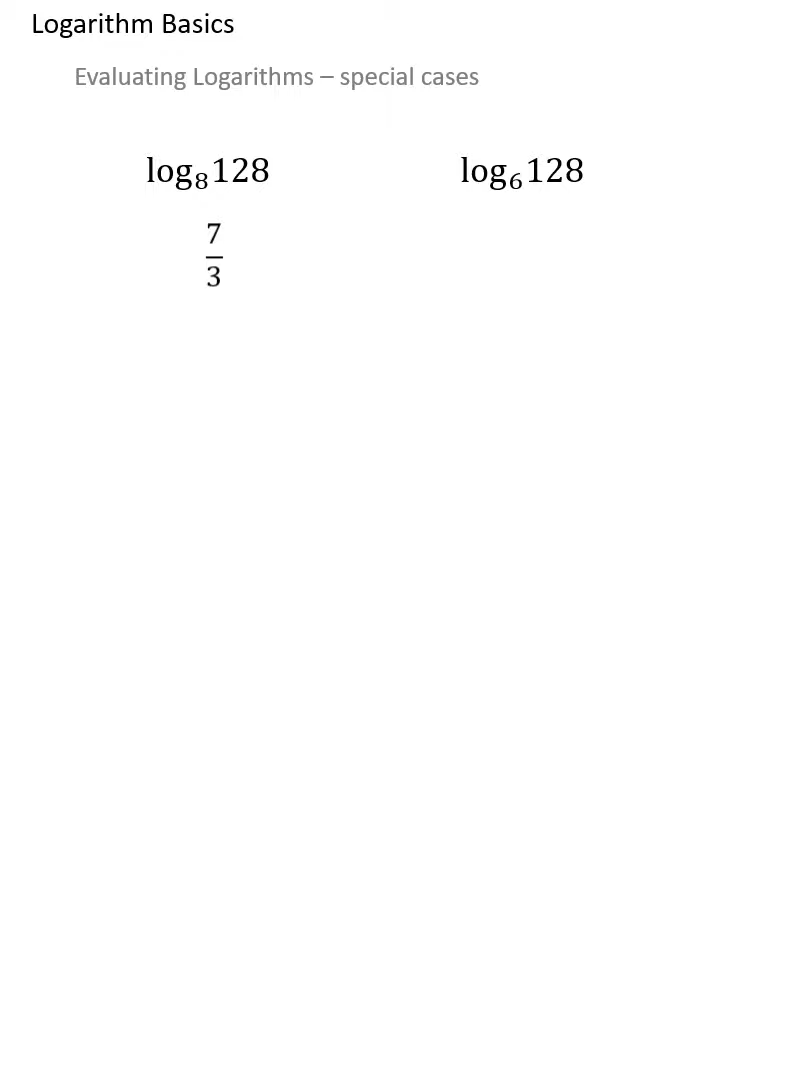 Logarithm Basics
Evaluating Logarithms – special cases
log₈128 log₆128
7
3